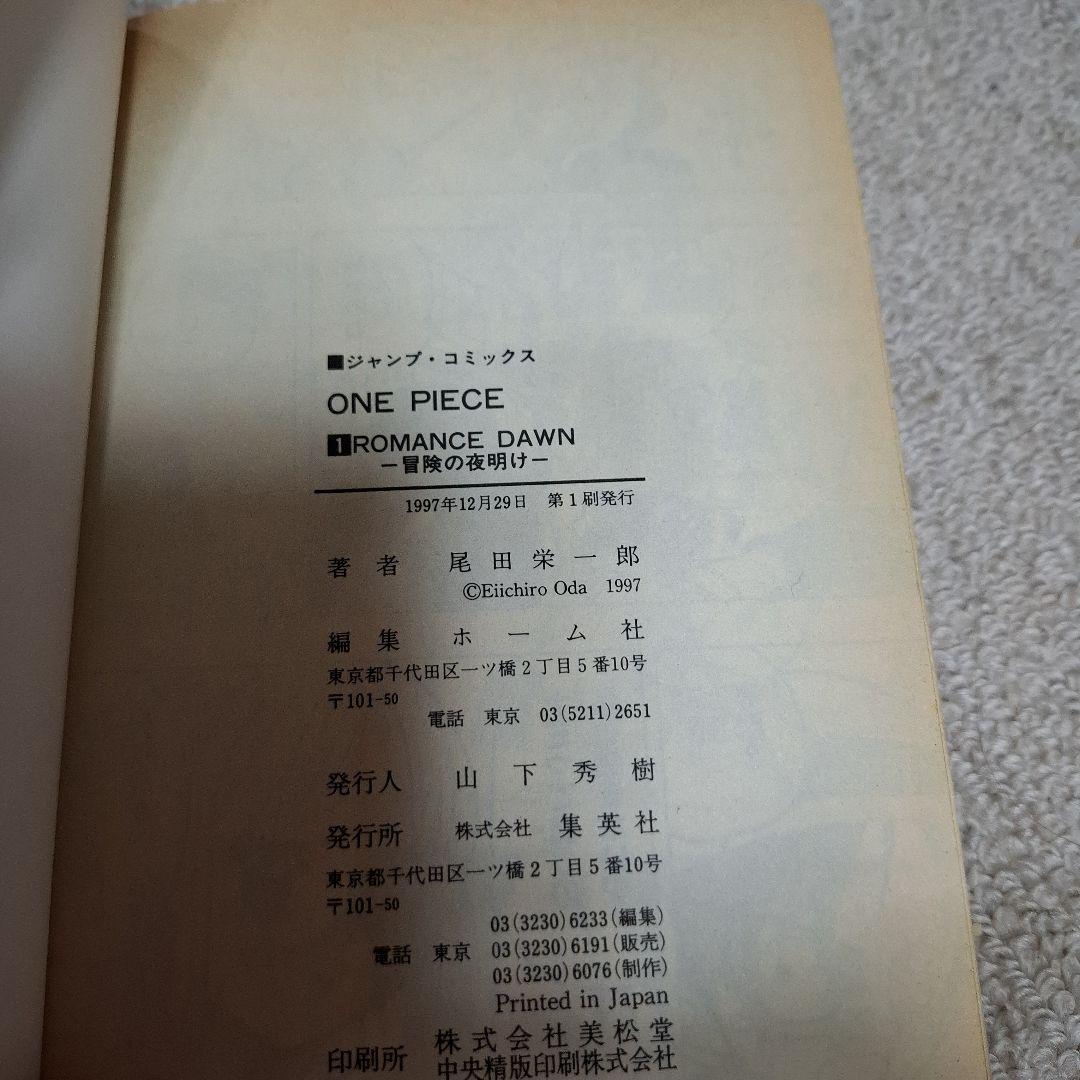 ■ジャンプ・コミックス
ONE PIECE
1 ROMANCE DAWN
ー冒険の夜明けー
1997年12月29日 第1刷発行
著者 尾田栄一郎
©Eiichiro Oda 1997
編集 ホーム社
東京都千代田区一ツ橋2丁目5番10号
〒101-50
電話 東京 03(5211)2651
発行人 山下秀樹
発行所 株式会社 集英社
東京都千代田区一ツ橋2丁目5番10号
〒101-50
03(3230)6233(編集)
電話 東京 03(3230)6191(販売)
03(3230)6076(制作)
Printed in Japan
印刷所 株式会社美松堂
中央精版印刷株式会社